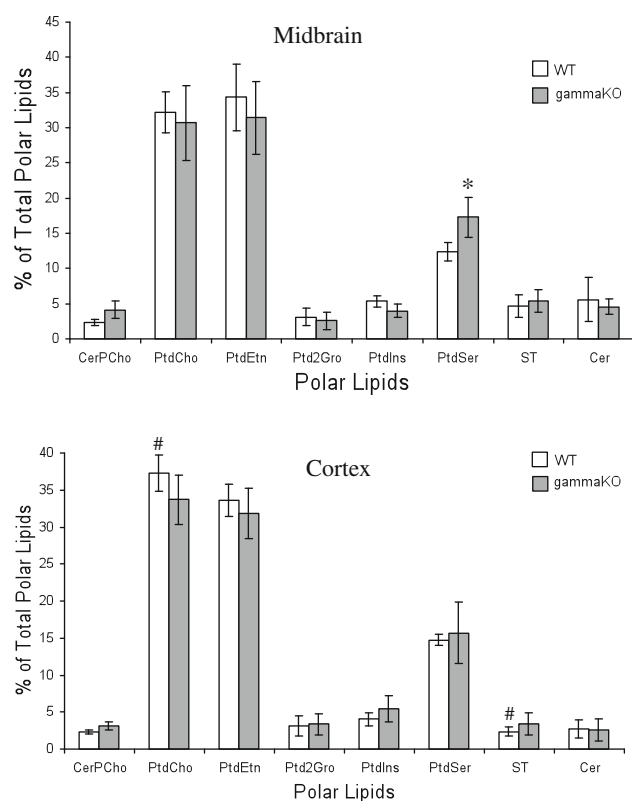 Midbrain
WT
gammaKO
% of Total Polar Lipids
45
40
35
30
25
20
15
10
5
0
*
CerPCho PtdCho PtdEtn Ptd2Gro PtdIns PtdSer ST Cer
Polar Lipids
Cortex
WT
gammaKO
% of Total Polar Lipids
40
35
30
25
20
15
10
5
0
#
#
CerPCho PtdCho PtdEtn Ptd2Gro PtdIns PtdSer ST Cer
Polar Lipids